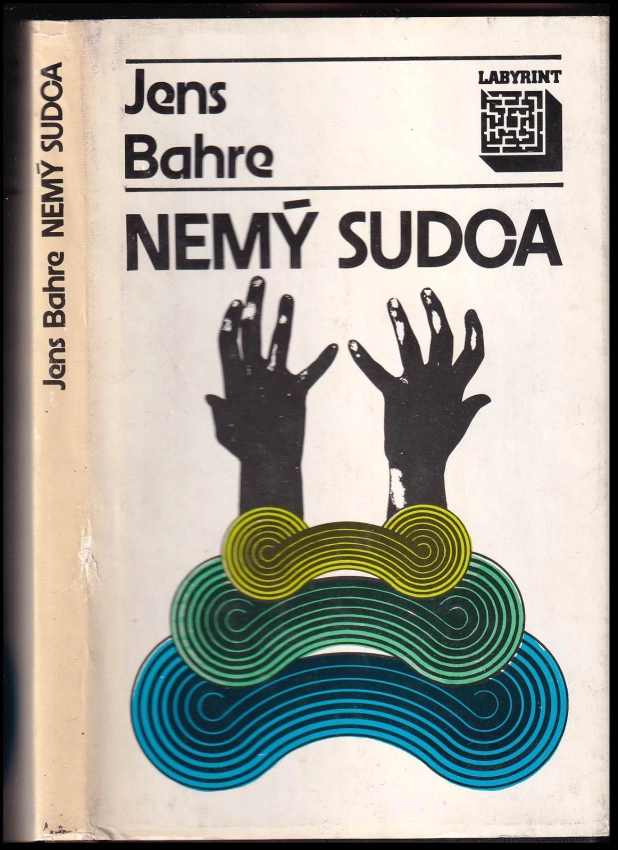 Jens Bahre NEMÝ SUDCA
Jens
Bahre
LABYRINT
NEMÝ SUDCA